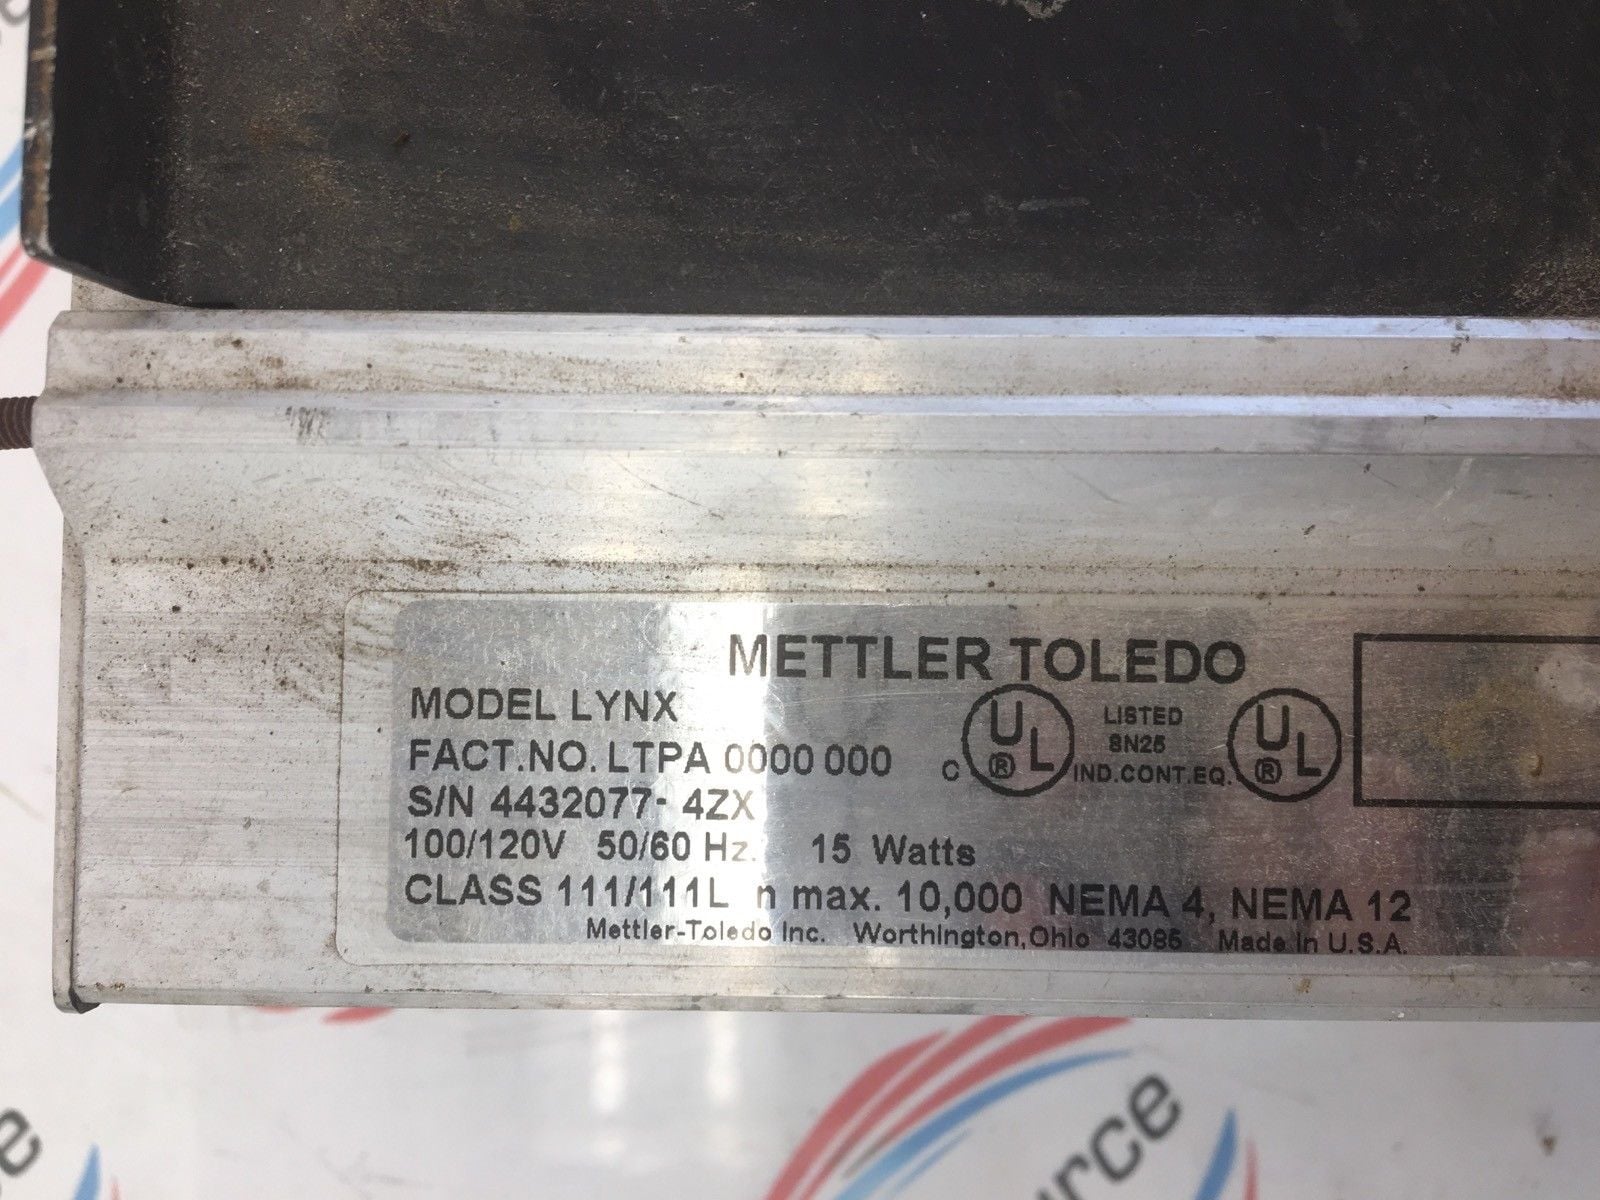 METTLER TOLEDO
MODEL LYNX
FACT.NO. LTPA 0000 000
S/N 4432077- 4ZX
100/120V 50/60 Hz. 15 Watts
CLASS 111/111L n max. 10,000 NEMA 4, NEMA 12
Mettler-Toledo Inc. Worthington, Ohio 43085 Made in U.S.A.
C UL ® LISTED UL ®
8N25
IND.CONT.EQ.
urce